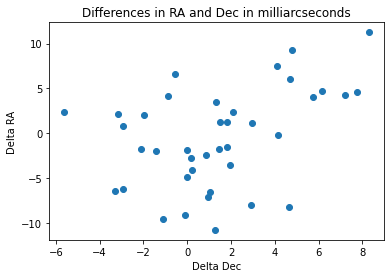 Differences in RA and Dec in milliarcseconds
10
5
0
−5
−10
Delta RA
−6 −4 −2 0 2 4 6 8
Delta Dec